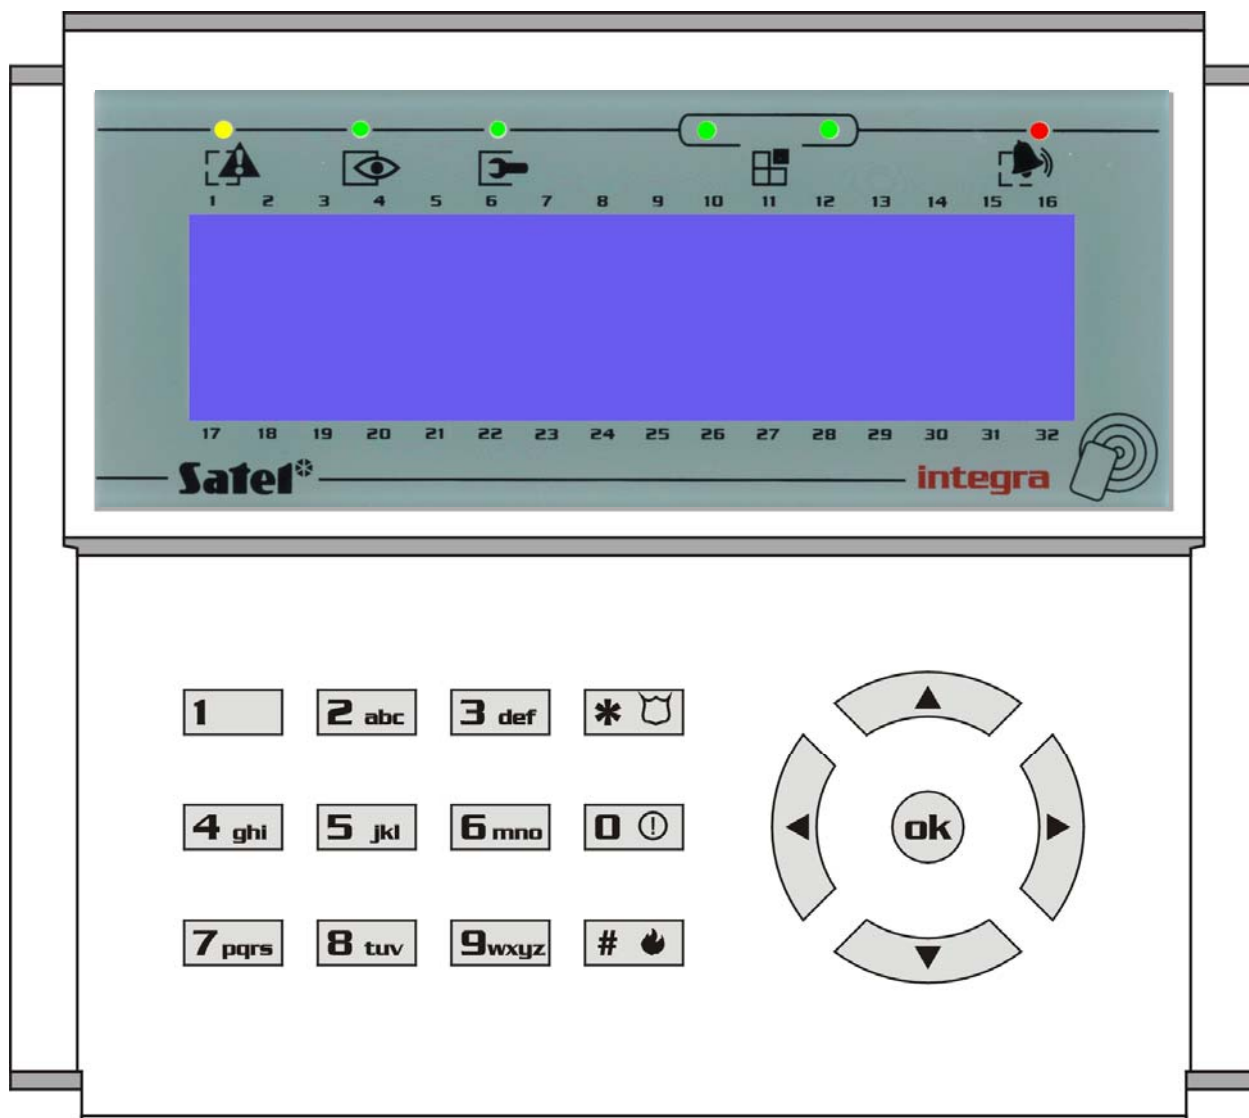 1 2 3 4 5 6 7 8 9 10 11 12 13 14 15 16
17 18 19 20 21 22 23 24 25 26 27 28 29 30 31 32
Satel* integra
1 2 abc 3 def *
4 ghi 5 jkl 6 mno 0 ok
7 pqrs 8 tuv 9 wxyz #